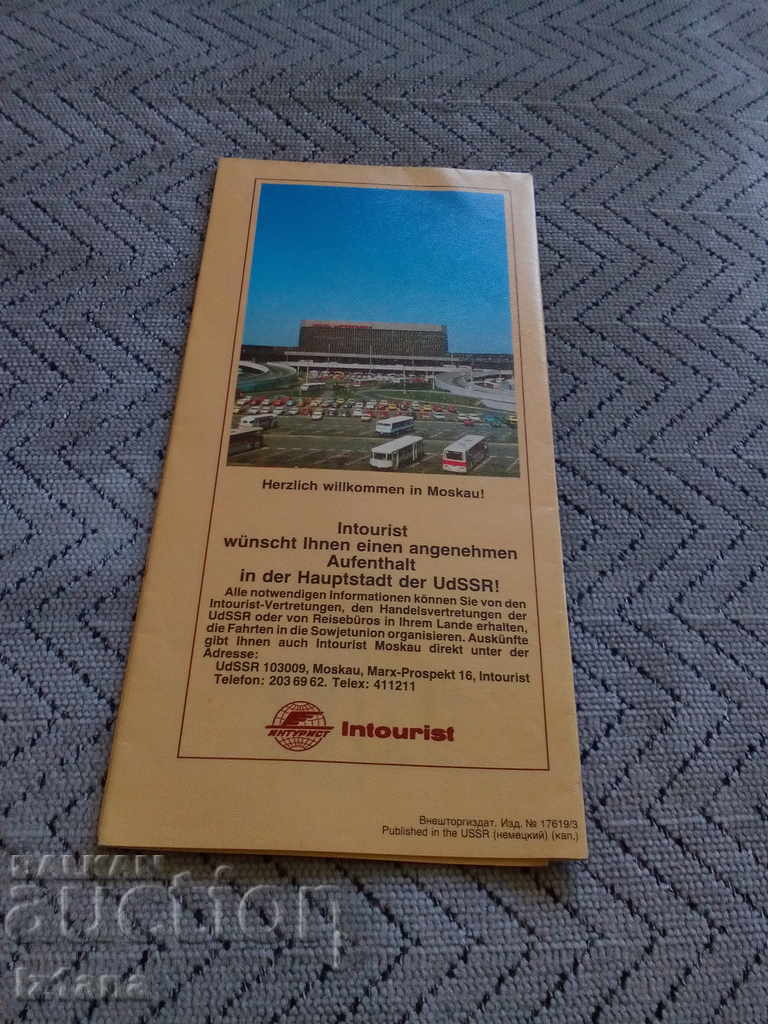 Herzlich willkommen in Moskau!
Intourist
wünscht Ihnen einen angenehmen
Aufenthalt
in der Hauptstadt der UdSSR!
Alle notwendigen Informationen können Sie von den
Intourist-Vertretungen, den Handelsvertretungen der
UdSSR oder von Reisebüros in Ihrem Lande erhalten,
die Fahrten in die Sowjetunion organisieren. Auskünfte
gibt Ihnen auch Intourist Moskau direkt unter der
Adresse:
UdSSR 103009, Moskau, Marx-Prospekt 16, Intourist
Telefon: 203 69 62. Telex: 411211
ИНТУРИСТ Intourist
Внешторгиздат. Изд. № 17619/3
Published in the USSR (немецкий) (кап.)
BALKAN
auction
Iziana